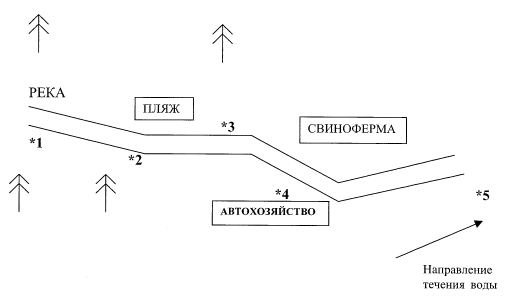 РЕКА
ПЛЯЖ
*3
СВИНОФЕРМА
*1
*2
*4
*5
АВТОХОЗЯЙСТВО
Направление
течения воды